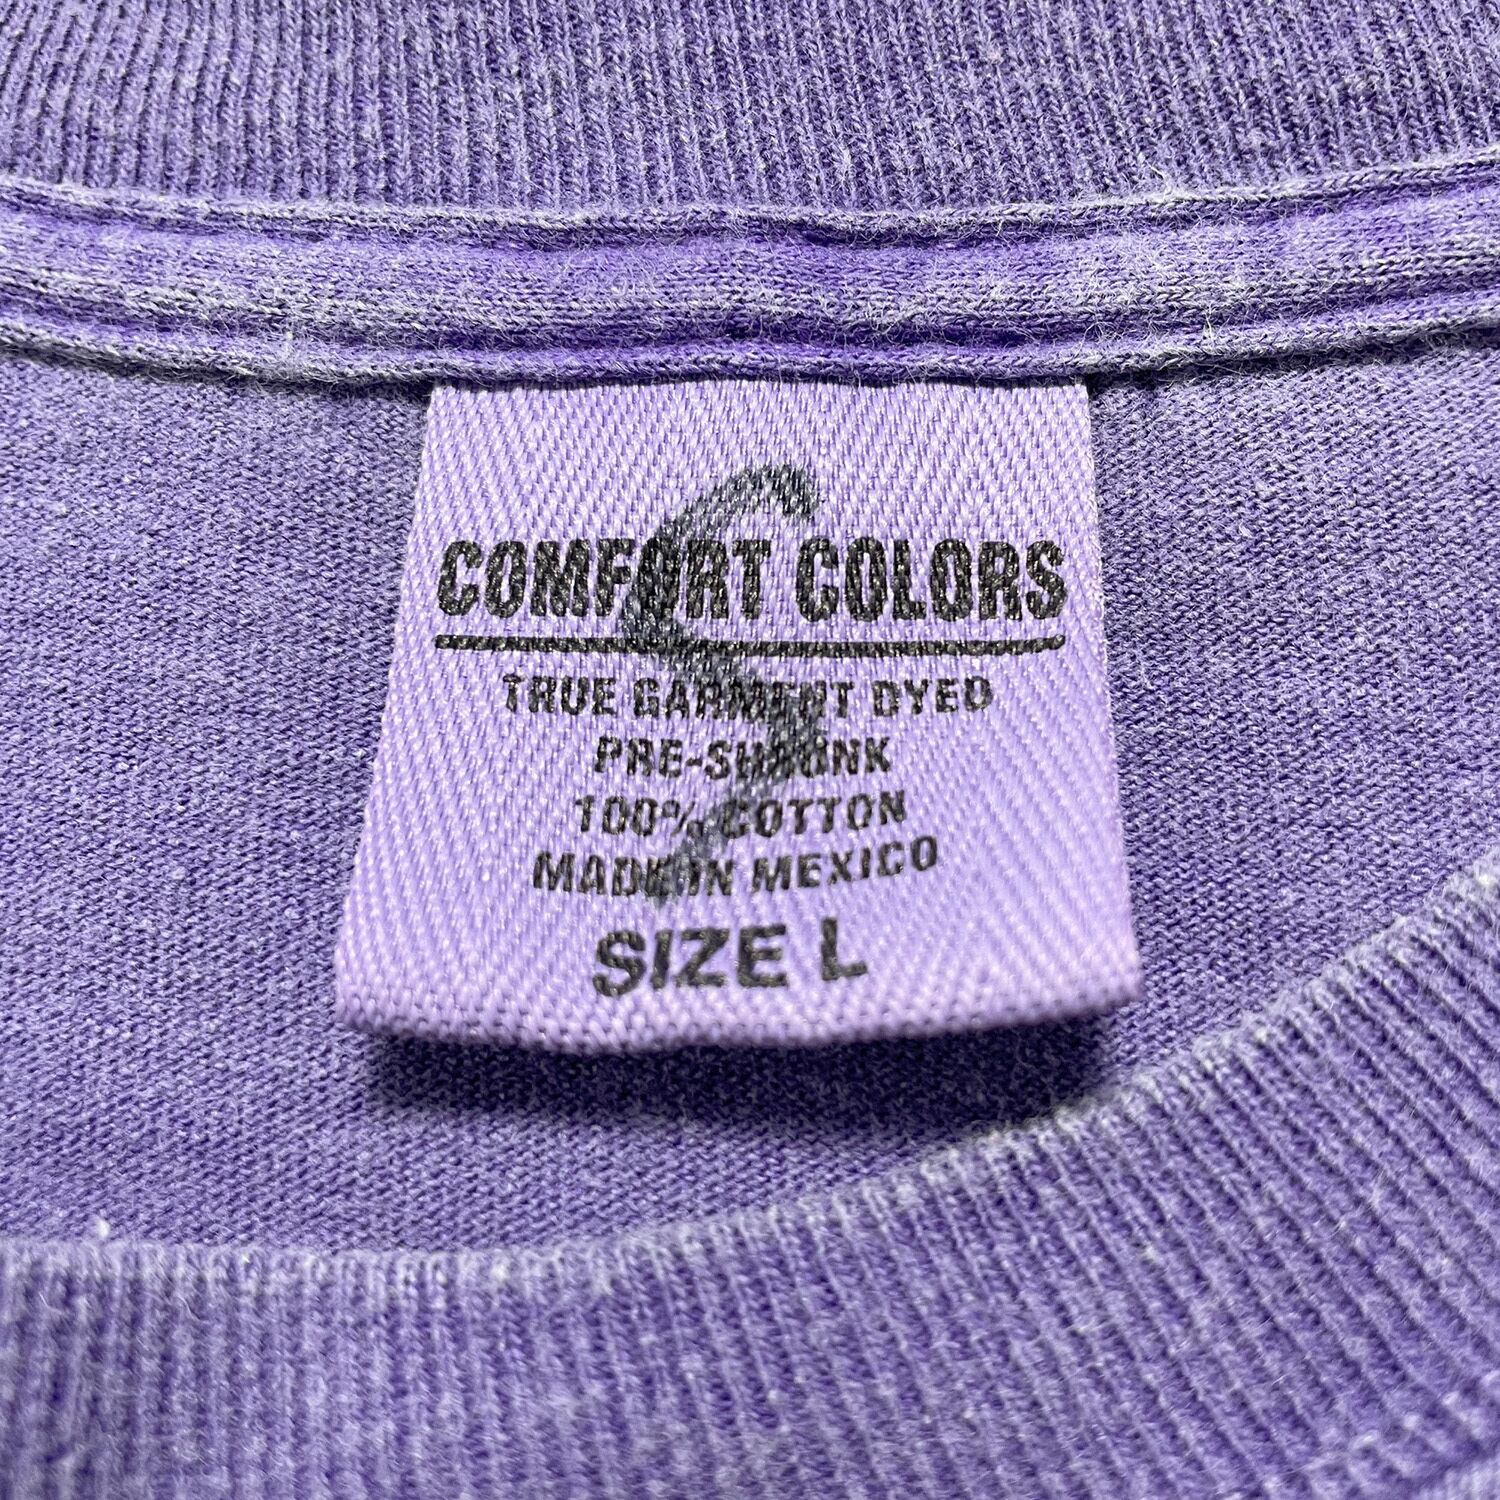 COMFORT COLORS
TRUE GARMENT DYED
PRE-SHRUNK
100% COTTON
MADE IN MEXICO
SIZE L